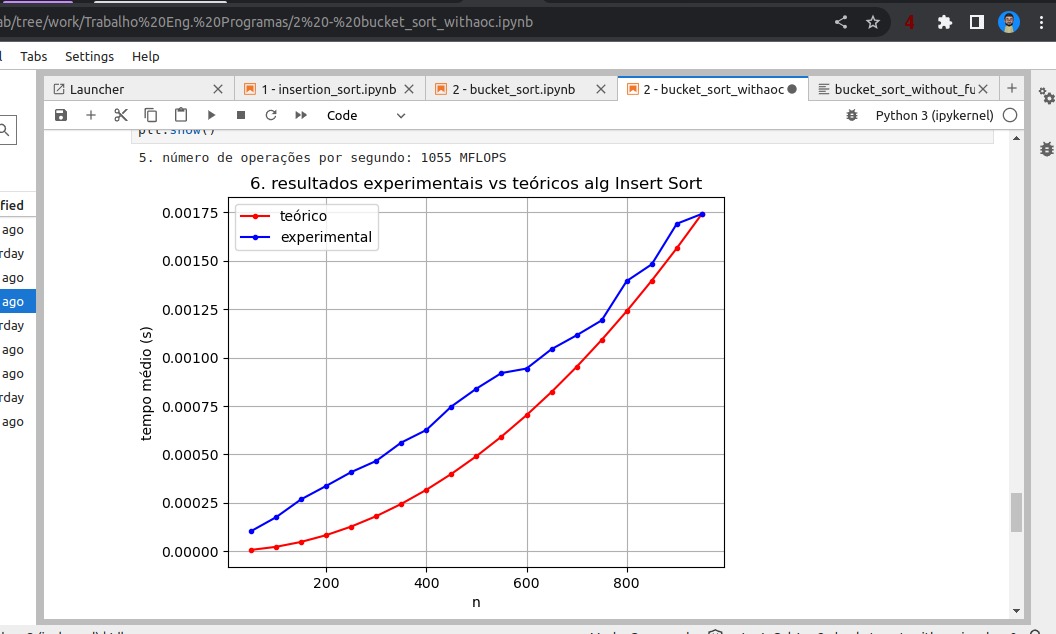 ab/tree/work/Trabalho%20Eng.%20Programas/2%20-%20bucket_sort_withaoc.ipynb
4
Tabs Settings Help
Launcher
1 - insertion_sort.ipynb
2 - bucket_sort.ipynb
2 - bucket_sort_withaoc
bucket_sort_without_fu
Code
Python 3 (ipykernel)
plt.show()
fied
ago
rday
ago
ago
rday
ago
ago
rday
ago
5. número de operações por segundo: 1055 MFLOPS
6. resultados experimentais vs teóricos alg Insert Sort
teórico
experimental
tempo médio (s)
0.00175
0.00150
0.00125
0.00100
0.00075
0.00050
0.00025
0.00000
200 400 600 800
n